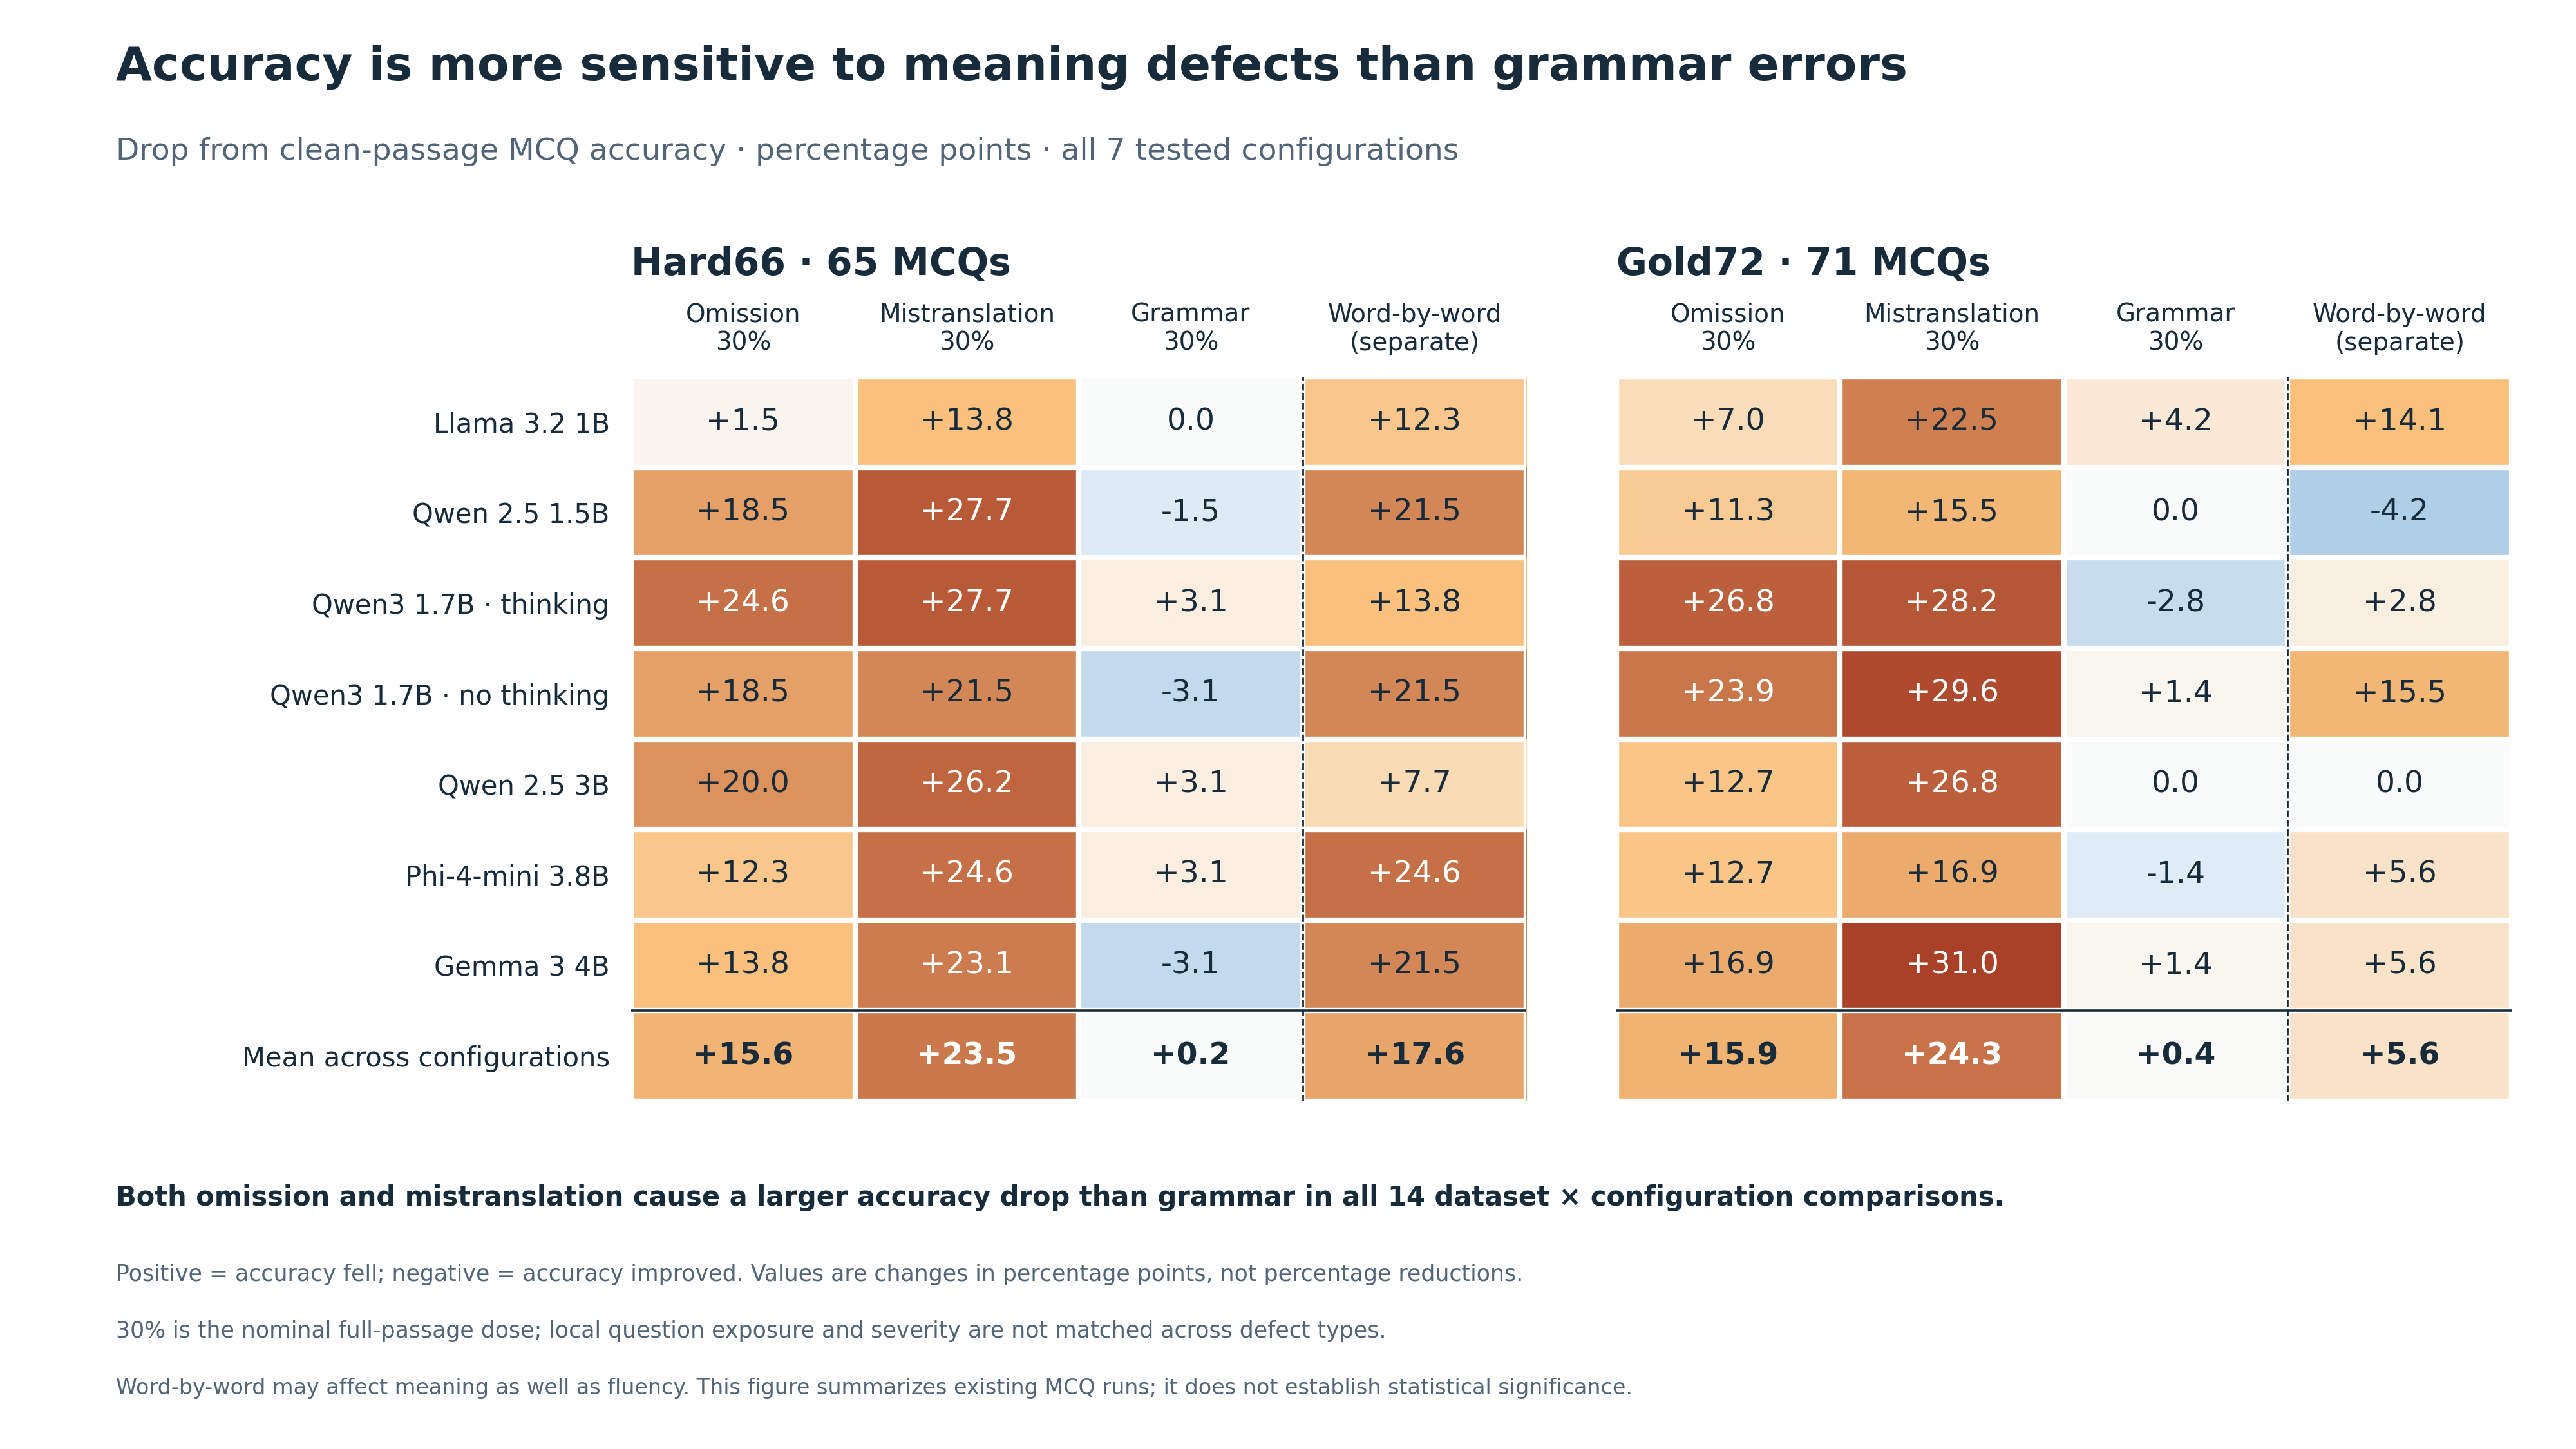 Accuracy is more sensitive to meaning defects than grammar errors
Drop from clean-passage MCQ accuracy · percentage points · all 7 tested configurations
Hard66 · 65 MCQs
Gold72 · 71 MCQs
Omission 30% Mistranslation 30% Grammar 30% Word-by-word (separate) Omission 30% Mistranslation 30% Grammar 30% Word-by-word (separate)
Llama 3.2 1B +1.5 +13.8 0.0 +12.3 +7.0 +22.5 +4.2 +14.1
Qwen 2.5 1.5B +18.5 +27.7 -1.5 +21.5 +11.3 +15.5 0.0 -4.2
Qwen3 1.7B · thinking +24.6 +27.7 +3.1 +13.8 +26.8 +28.2 -2.8 +2.8
Qwen3 1.7B · no thinking +18.5 +21.5 -3.1 +21.5 +23.9 +29.6 +1.4 +15.5
Qwen 2.5 3B +20.0 +26.2 +3.1 +7.7 +12.7 +26.8 0.0 0.0
Phi-4-mini 3.8B +12.3 +24.6 +3.1 +24.6 +12.7 +16.9 -1.4 +5.6
Gemma 3 4B +13.8 +23.1 -3.1 +21.5 +16.9 +31.0 +1.4 +5.6
Mean across configurations +15.6 +23.5 +0.2 +17.6 +15.9 +24.3 +0.4 +5.6
Both omission and mistranslation cause a larger accuracy drop than grammar in all 14 dataset × configuration comparisons.
Positive = accuracy fell; negative = accuracy improved. Values are changes in percentage points, not percentage reductions.
30% is the nominal full-passage dose; local question exposure and severity are not matched across defect types.
Word-by-word may affect meaning as well as fluency. This figure summarizes existing MCQ runs; it does not establish statistical significance.